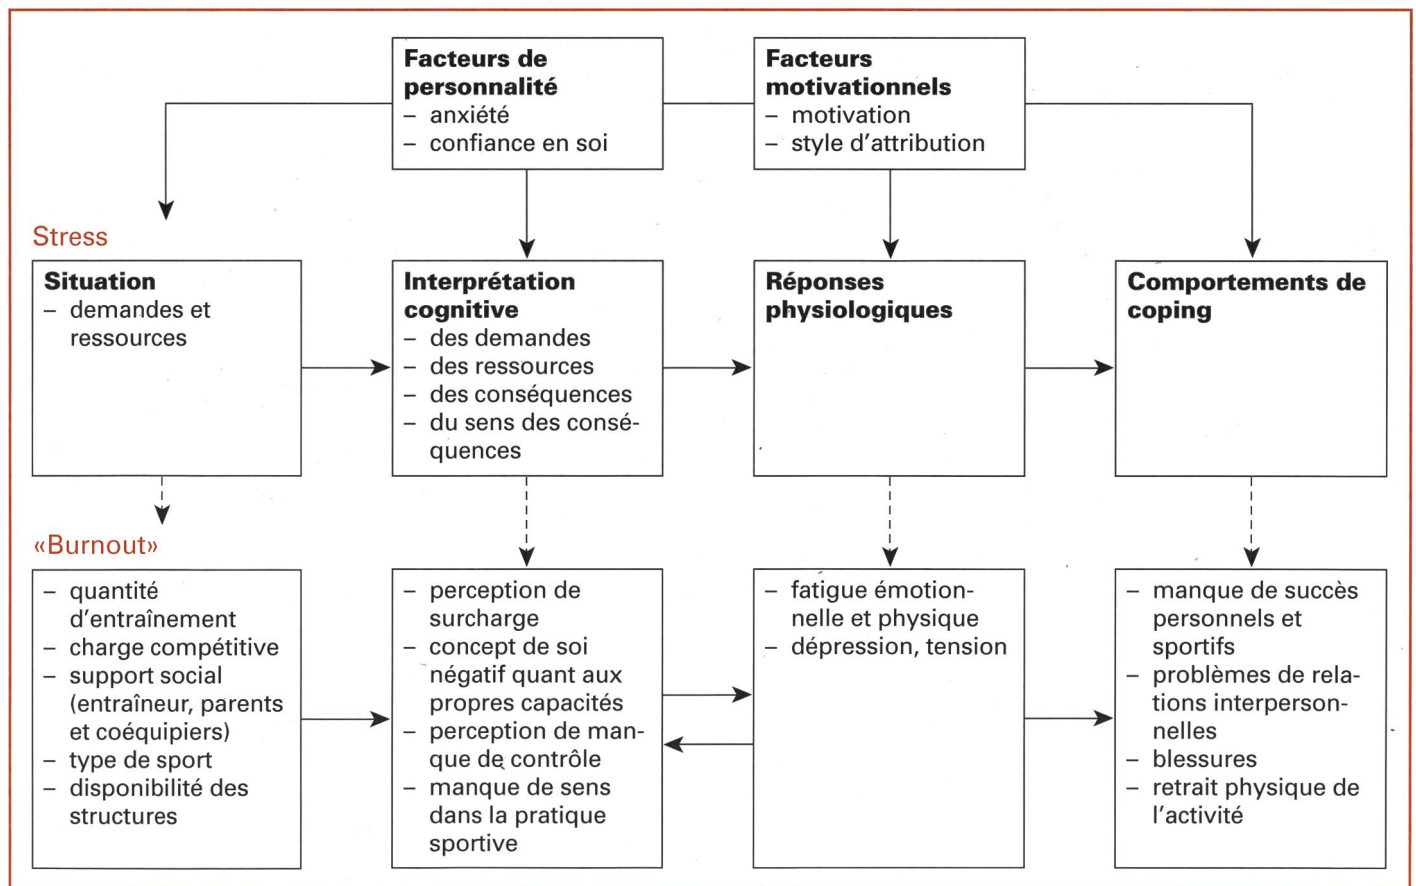 Facteurs de
personnalité
– anxiété
– confiance en soi
Facteurs
motivationnels
– motivation
– style d’attribution
Stress
Situation
– demandes et
ressources
Interprétation
cognitive
– des demandes
– des ressources
– des conséquences
– du sens des consé-
quences
Réponses
physiologiques
Comportements de
coping
«Burnout»
– quantité
d’entraînement
– charge compétitive
– support social
(entraîneur, parents
et coéquipiers)
– type de sport
– disponibilité des
structures
– perception de
surcharge
– concept de soi
négatif quant aux
propres capacités
– perception de man-
que de contrôle
– manque de sens
dans la pratique
sportive
– fatigue émotion-
nelle et physique
– dépression, tension
– manque de succès
personnels et
sportifs
– problèmes de rela-
tions interperson-
nelles
– blessures
– retrait physique de
l’activité